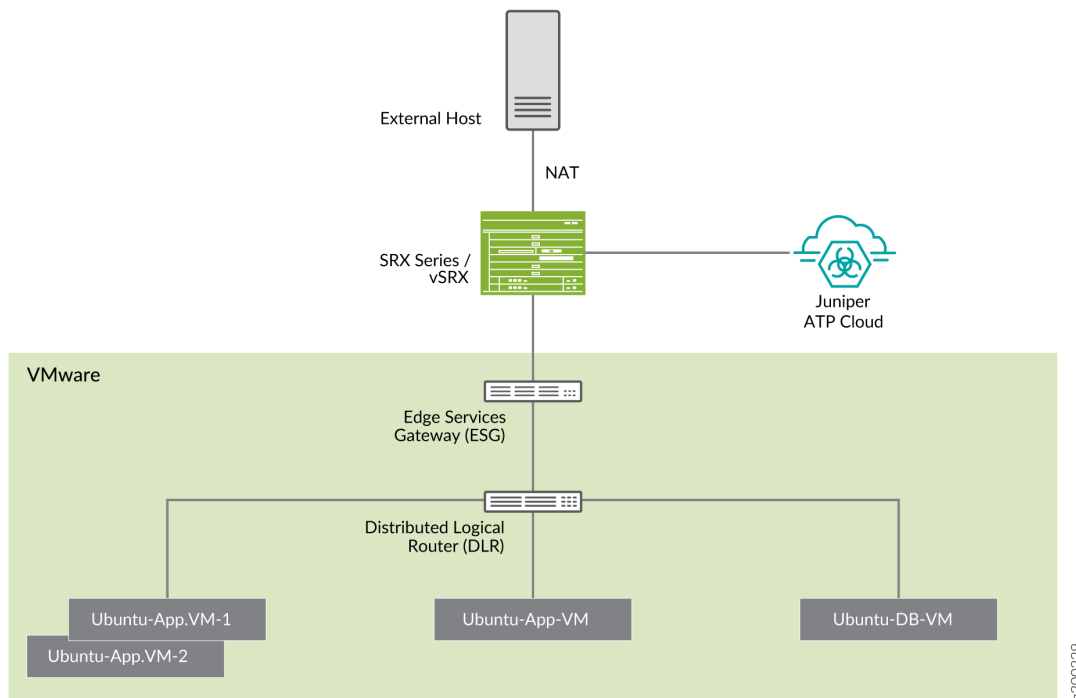 External Host
NAT
SRX Series /
vSRX
Juniper
ATP Cloud
VMware
Edge Services
Gateway (ESG)
Distributed Logical
Router (DLR)
Ubuntu-App.VM-1
Ubuntu-App-VM
Ubuntu-DB-VM
Ubuntu-App.VM-2